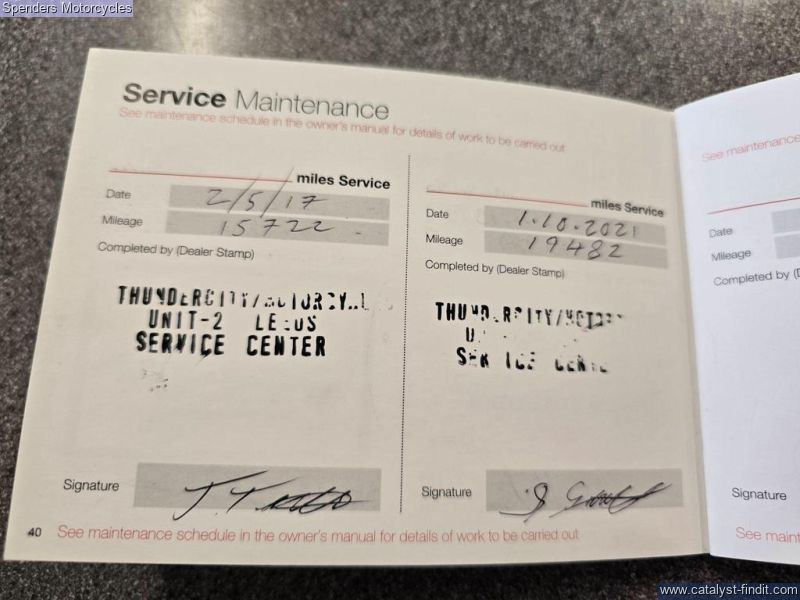 Spenders Motorcycles
Service Maintenance
See maintenance schedule in the owner's manual for details of work to be carried out
miles Service
Date 2/5/17
Mileage 15722
Completed by (Dealer Stamp)
UNIT-2
SERVICE CENTER
Signature
miles Service
Date 1.10.2021
Mileage 19482
Completed by (Dealer Stamp)
Signature
40 See maintenance schedule in the owner's manual for details of work to be carried out
See maintenance
Date
Mileage
Completed by
Signature
See
www.catalyst-findit.com